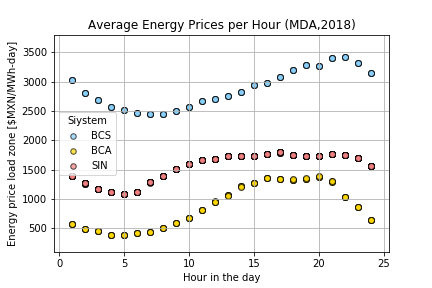 Average Energy Prices per Hour (MDA,2018)
Energy price load zone [$MXN/MWh-day]
3500
3000
2500
2000
1500
1000
500
Siystem
BCS
BCA
SIN
0 5 10 15 20 25
Hour in the day